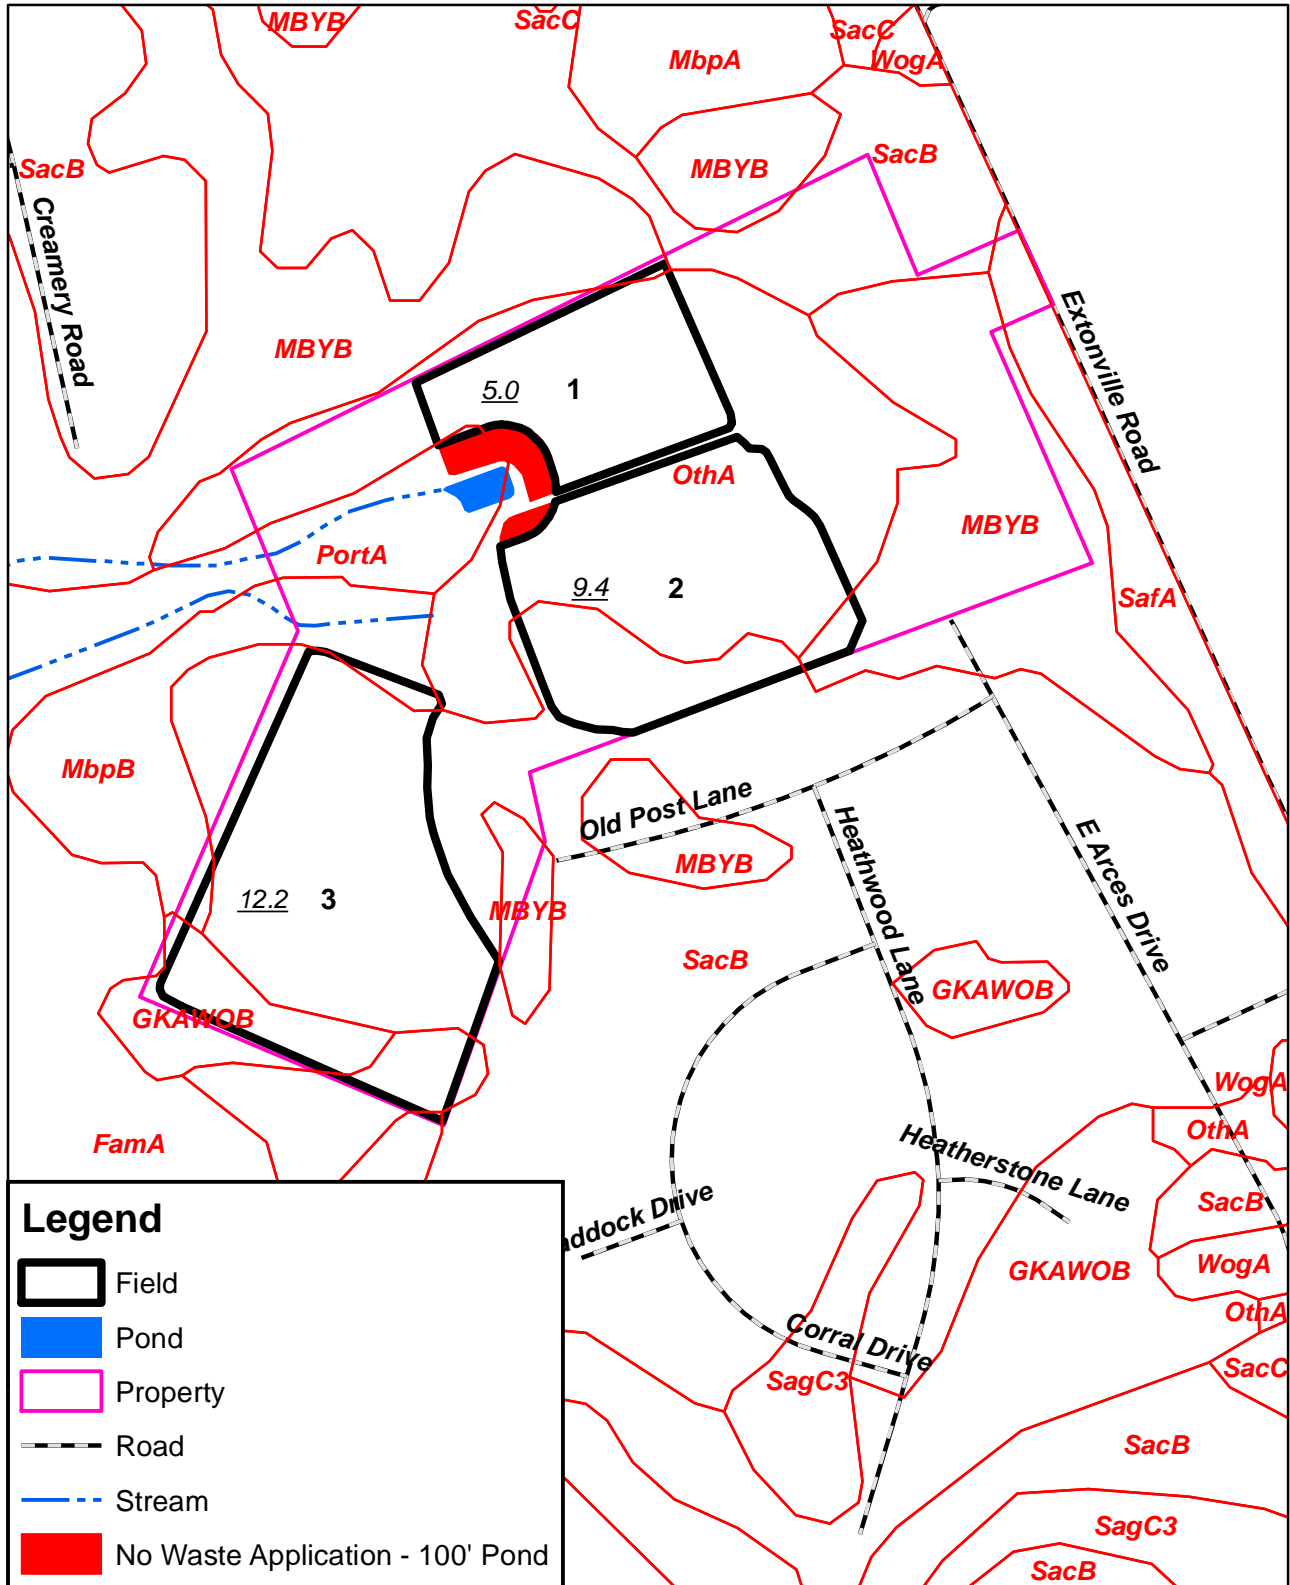 MBYB
SacC
MbpA
SacC
WogA
MBYB
SacB
SacB
Creamery Road
MBYB
Extonville Road
5.0 1
OthA
MBYB
PortA
9.4 2
SafA
MbpB
Old Post Lane
MBYB
Heathwood Lane
E Arces Drive
12.2 3
MBYB
SacB
GKAWOB
GKAWOB
WogA
OthA
FamA
Heatherstone Lane
SacB
addock Drive
GKAWOB
WogA
OthA
Corral Drive
SagC3
SacC
SacB
SagC3
SacB
Legend
Field
Pond
Property
Road
Stream
No Waste Application - 100' Pond